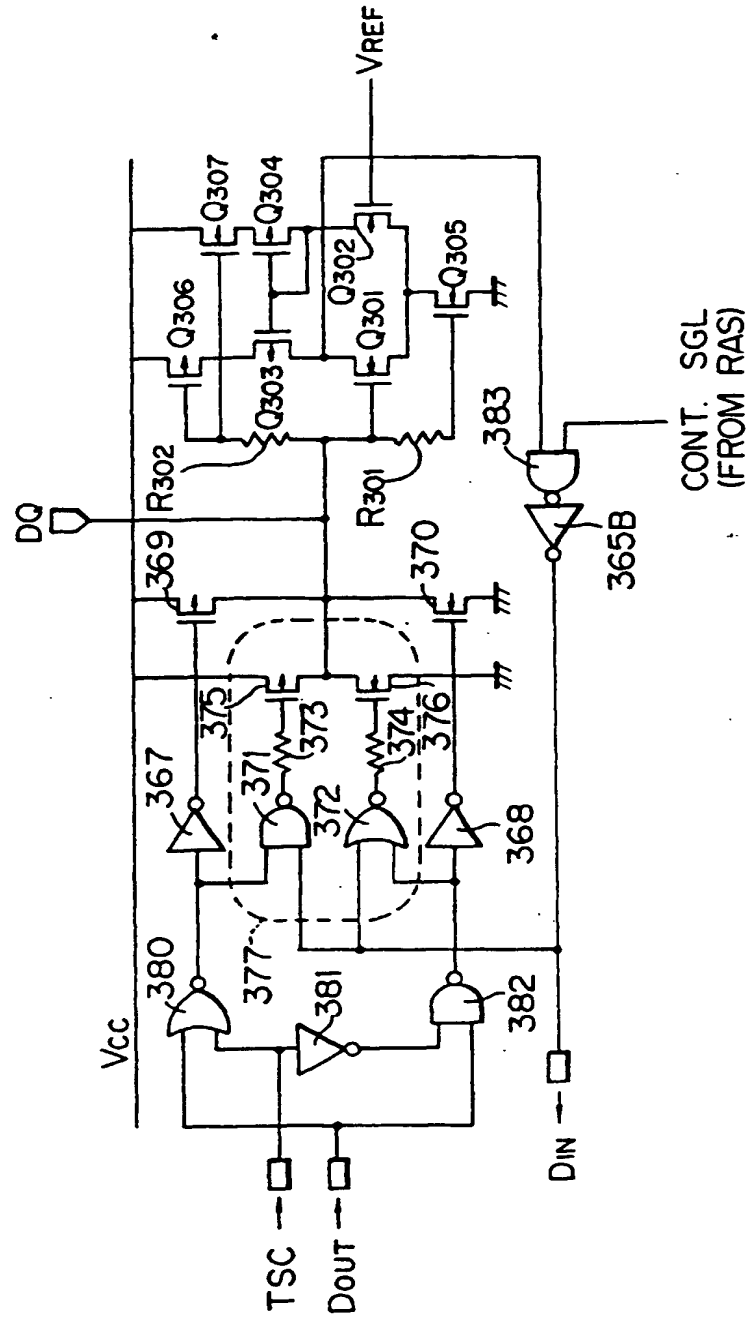 VCC
DQ
VREF
Q306
Q307
Q304
Q303
Q302
Q301
Q305
R302
R301
369
370
367
375
373
371
372
374
376
368
377
380
381
382
383
365B
TSC
DOUT
DIN
CONT. SGL
(FROM RAS)